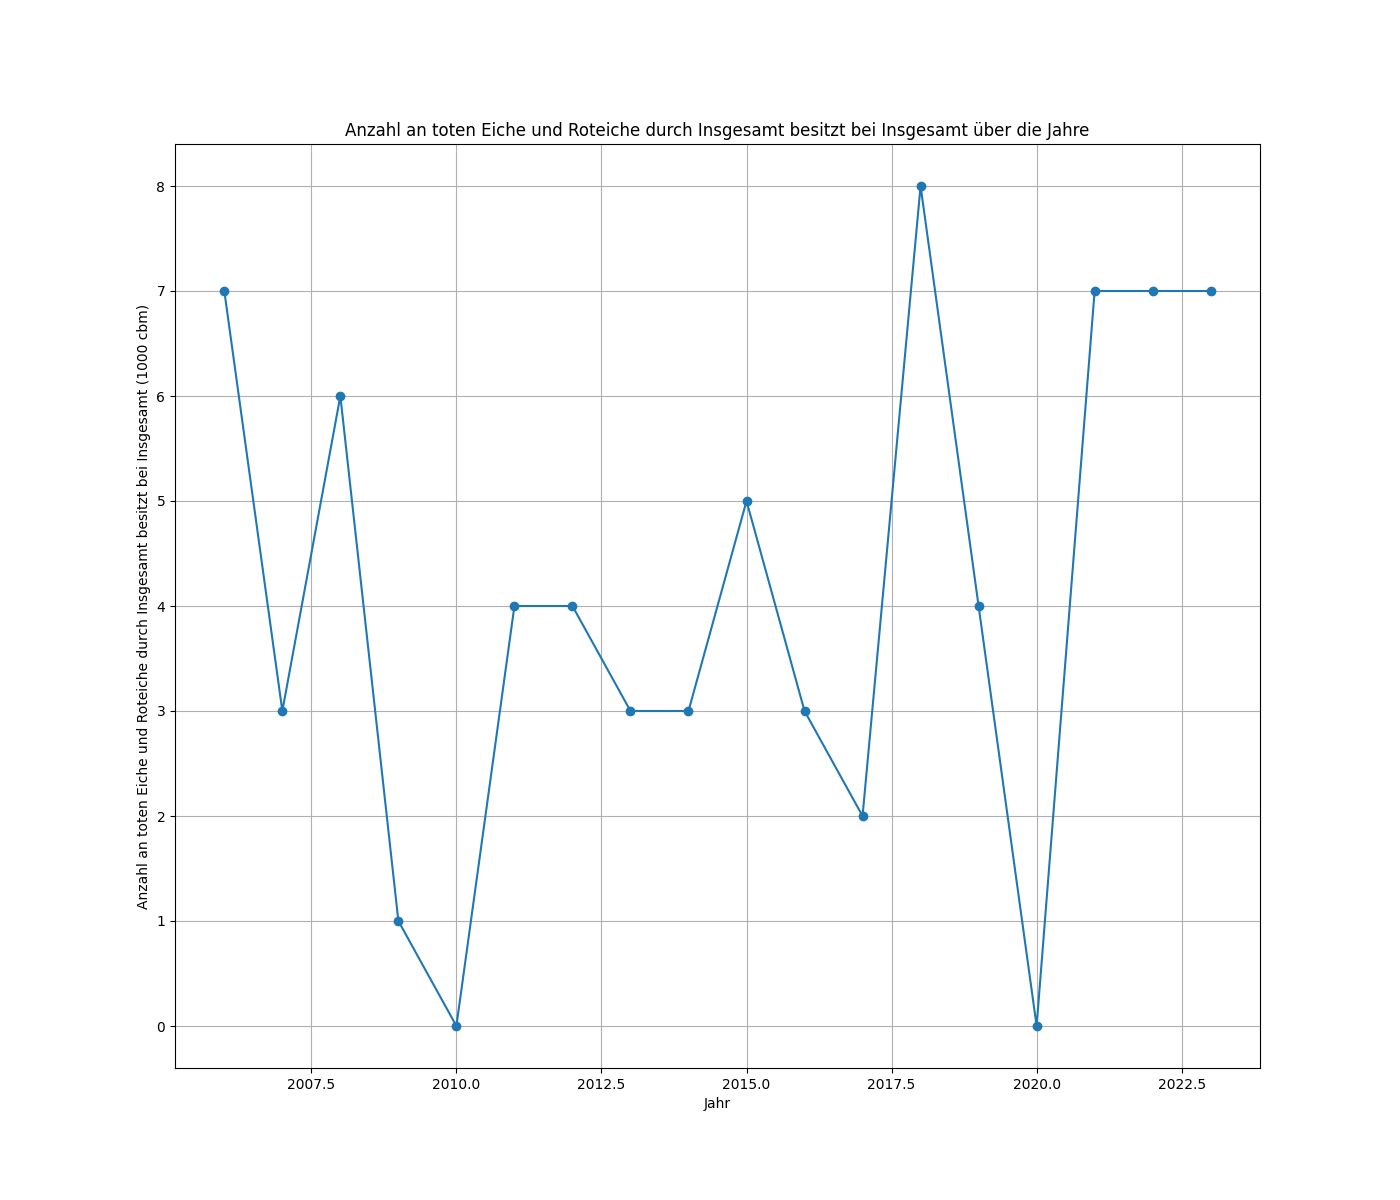 Anzahl an toten Eiche und Roteiche durch Insgesamt besitzt bei Insgesamt über die Jahre
Anzahl an toten Eiche und Roteiche durch Insgesamt besitzt bei Insgesamt (1000 cbm)
8
7
6
5
4
3
2
1
0
2007.5 2010.0 2012.5 2015.0 2017.5 2020.0 2022.5
Jahr